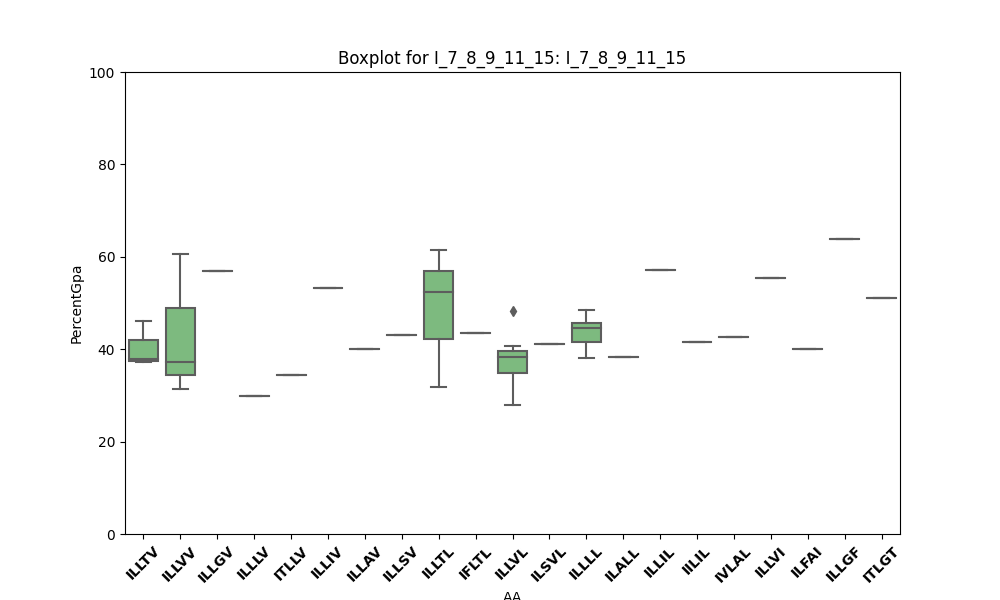 Boxplot for I_7_8_9_11_15: I_7_8_9_11_15
100
80
60
40
20
0
PercentGpa
ILLTV ILLVV ILLGV ILLLV ITLLV ILLIV ILLAV ILLSV ILLTL IFLTL ILLVL ILSVL ILLLL ILALL ILLIL IILIL IVLAL ILLVI ILFAI ILLGF ITLGT
AA